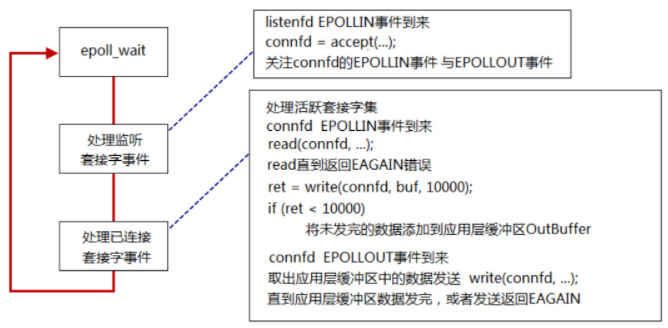 epoll_wait
处理监听
套接字事件
处理已连接
套接字事件
listenfd EPOLLIN事件到来
connfd = accept(...);
关注connfd的EPOLLIN事件 与EPOLLOUT事件
处理活跃套接字集
connfd EPOLLIN事件到来
read(connfd, ...);
read直到返回EAGAIN错误
ret = write(connfd, buf, 10000);
if (ret < 10000)
将未发完的数据添加到应用层缓冲区OutBuffer
connfd EPOLLOUT事件到来
取出应用层缓冲区中的数据发送 write(connfd, ...);
直到应用层缓冲区数据发完，或者发送返回EAGAIN